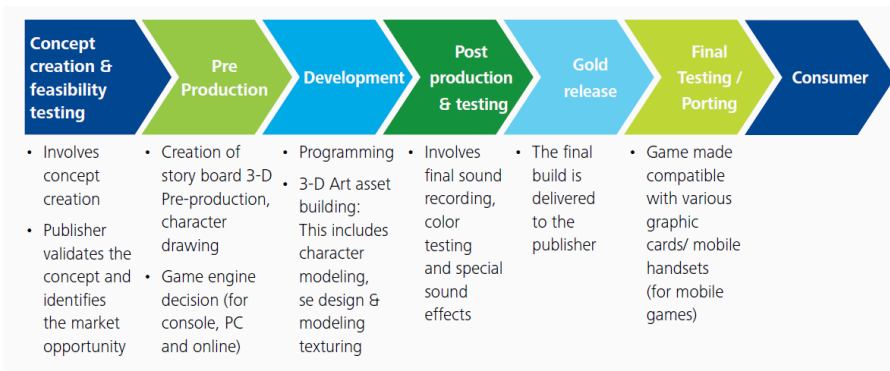 Concept
creation &
feasibility
testing
Pre
Production
Development
Post
production
& testing
Gold
release
Final
Testing /
Porting
Consumer
• Involves
concept
creation
• Publisher
validates the
concept and
identifies
the market
opportunity
• Creation of
story board 3-D
Pre-production,
character
drawing
• Game engine
decision (for
console, PC
and online)
• Programming
• 3-D Art asset
building:
This includes
character
modeling,
se design &
modeling
texturing
• Involves
final sound
recording,
color
testing
and special
sound
effects
• The final
build is
delivered
to the
publisher
• Game made
compatible
with various
graphic
cards/ mobile
handsets
(for mobile
games)